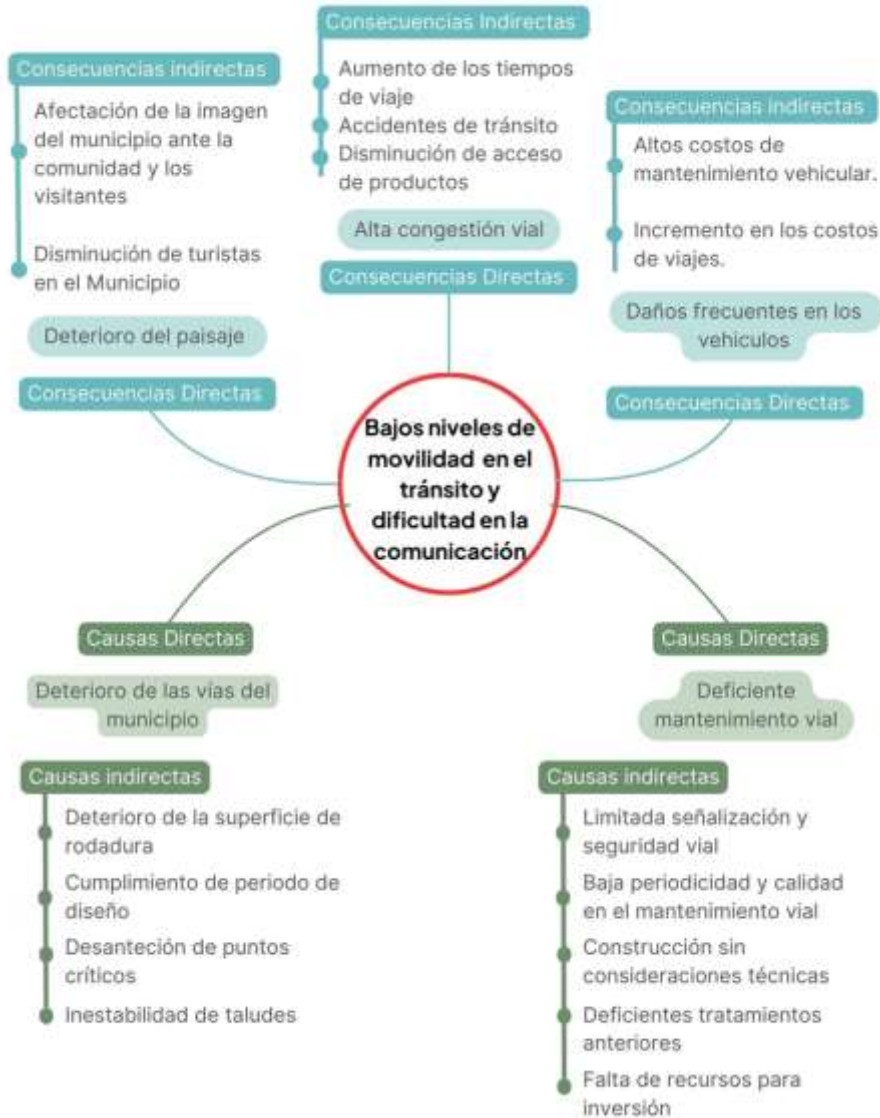 Consecuencias indirectas
Afectación de la imagen
del municipio ante la
comunidad y los
visitantes
Disminución de turistas
en el Municipio
Deterioro del paisaje
Consecuencias Directas
Consecuencias Indirectas
Aumento de los tiempos
de viaje
Accidentes de tránsito
Disminución de acceso
de productos
Alta congestión vial
Consecuencias Directas
Consecuencias indirectas
Altos costos de
mantenimiento vehicular.
Incremento en los costos
de viajes.
Daños frecuentes en los
vehiculos
Consecuencias Directas
Bajos niveles de
movilidad en el
tránsito y
dificultad en la
comunicación
Causas Directas
Deterioro de las vías del
municipio
Causas indirectas
Deterioro de la superficie de
rodadura
Cumplimiento de periodo de
diseño
Desanteción de puntos
críticos
Inestabilidad de taludes
Causas Directas
Deficiente
mantenimiento vial
Causas indirectas
Limitada señalización y
seguridad vial
Baja periodicidad y calidad
en el mantenimiento vial
Construcción sin
consideraciones técnicas
Deficientes tratamientos
anteriores
Falta de recursos para
inversión